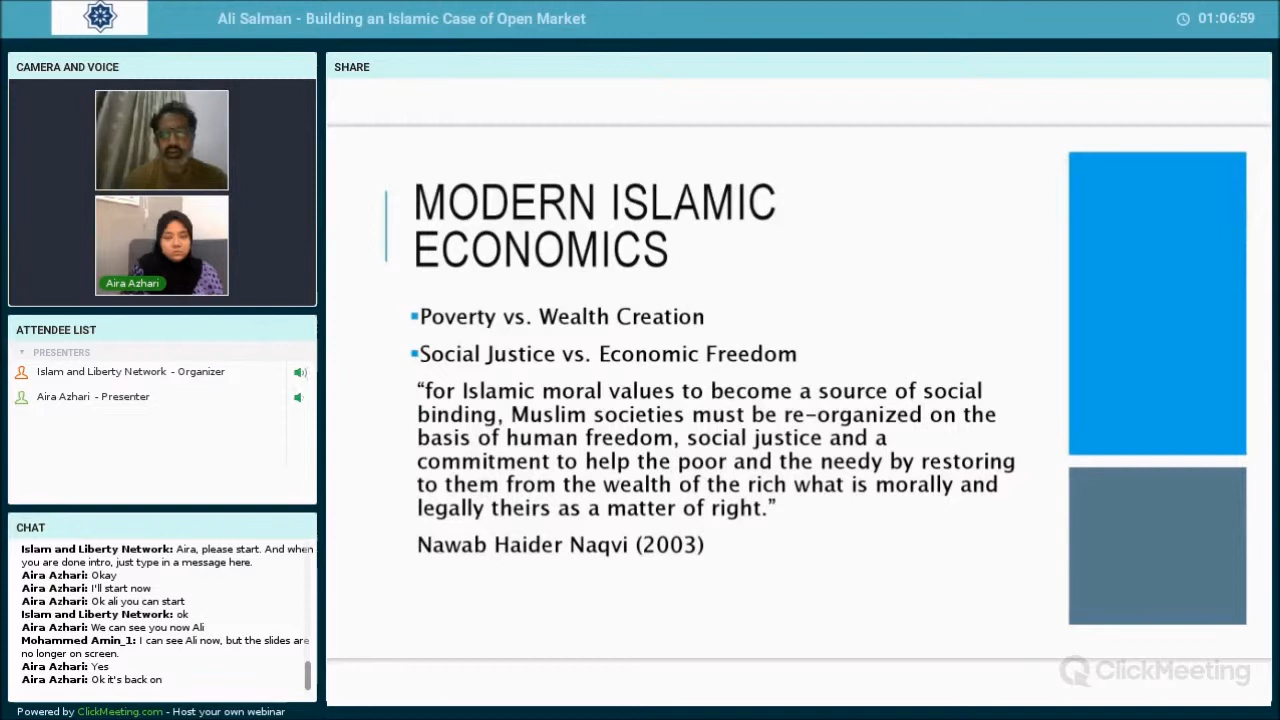 Ali Salman - Building an Islamic Case of Open Market
01:06:59
CAMERA AND VOICE
Aira Azhari
ATTENDEE LIST
PRESENTERS
Islam and Liberty Network - Organizer
Aira Azhari - Presenter
CHAT
Islam and Liberty Network: Aira, please start. And when
you are done intro, just type in a message here.
Aira Azhari: Okay
Aira Azhari: I'll start now
Aira Azhari: Ok ali you can start
Islam and Liberty Network: ok
Aira Azhari: We can see you now Ali
Mohammed Amin_1: I can see Ali now, but the slides are
no longer on screen.
Aira Azhari: Yes
Aira Azhari: Ok it's back on
Powered by ClickMeeting.com - Host your own webinar
SHARE
MODERN ISLAMIC
ECONOMICS
▪Poverty vs. Wealth Creation
▪Social Justice vs. Economic Freedom
“for Islamic moral values to become a source of social
binding, Muslim societies must be re-organized on the
basis of human freedom, social justice and a
commitment to help the poor and the needy by restoring
to them from the wealth of the rich what is morally and
legally theirs as a matter of right.”
Nawab Haider Naqvi (2003)
ClickMeeting